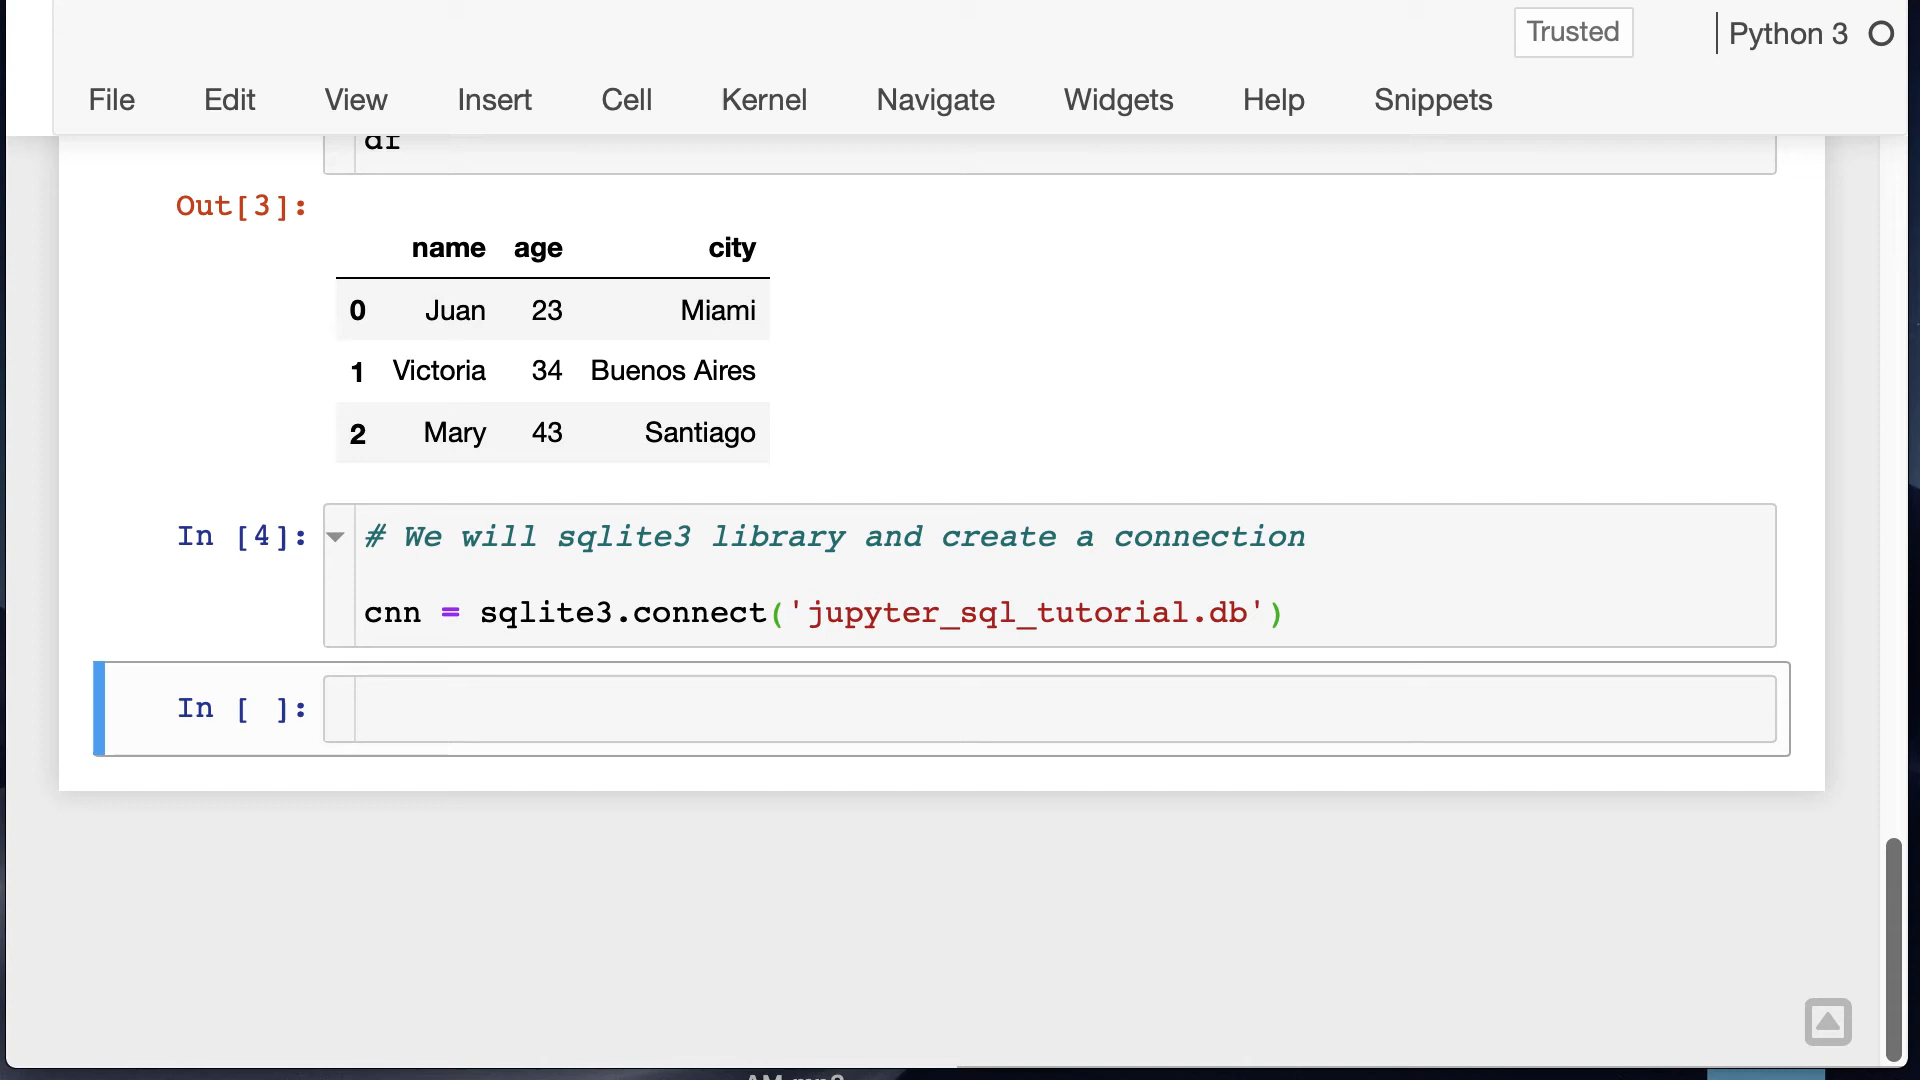 Trusted
Python 3
File Edit View Insert Cell Kernel Navigate Widgets Help Snippets
df
Out[3]:
name age city
0 Juan 23 Miami
1 Victoria 34 Buenos Aires
2 Mary 43 Santiago
In [4]:
# We will sqlite3 library and create a connection
cnn = sqlite3.connect('jupyter_sql_tutorial.db')
In [ ]: